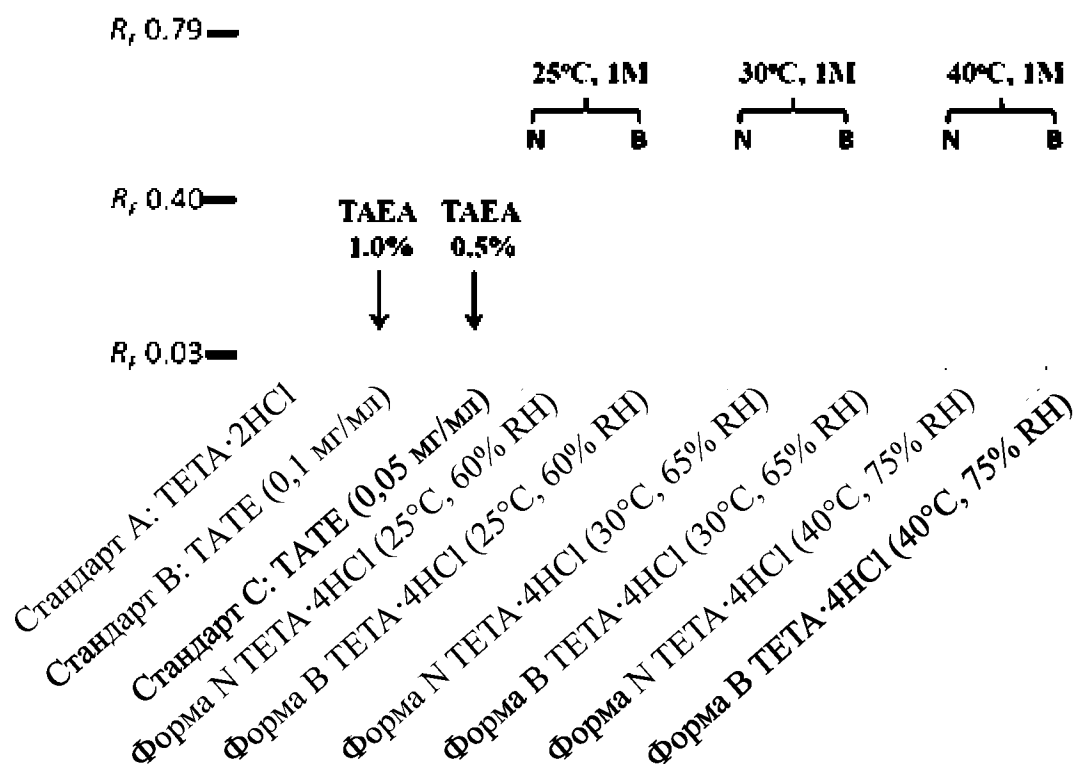 Rf 0.79
25°C, 1M 30°C, 1M 40°C, 1M
N B N B N B
Rf 0.40
TAEA TAEA
1.0% 0.5%
Rf 0.03
Стандарт A: TETA·2HCl
Стандарт B: TATE (0,1 мг/мл)
Стандарт C: TATE (0,05 мг/мл)
Форма N TETA·4HCl (25°C, 60% RH)
Форма B TETA·4HCl (25°C, 60% RH)
Форма N TETA·4HCl (30°C, 65% RH)
Форма B TETA·4HCl (30°C, 65% RH)
Форма N TETA·4HCl (40°C, 75% RH)
Форма B TETA·4HCl (40°C, 75% RH)